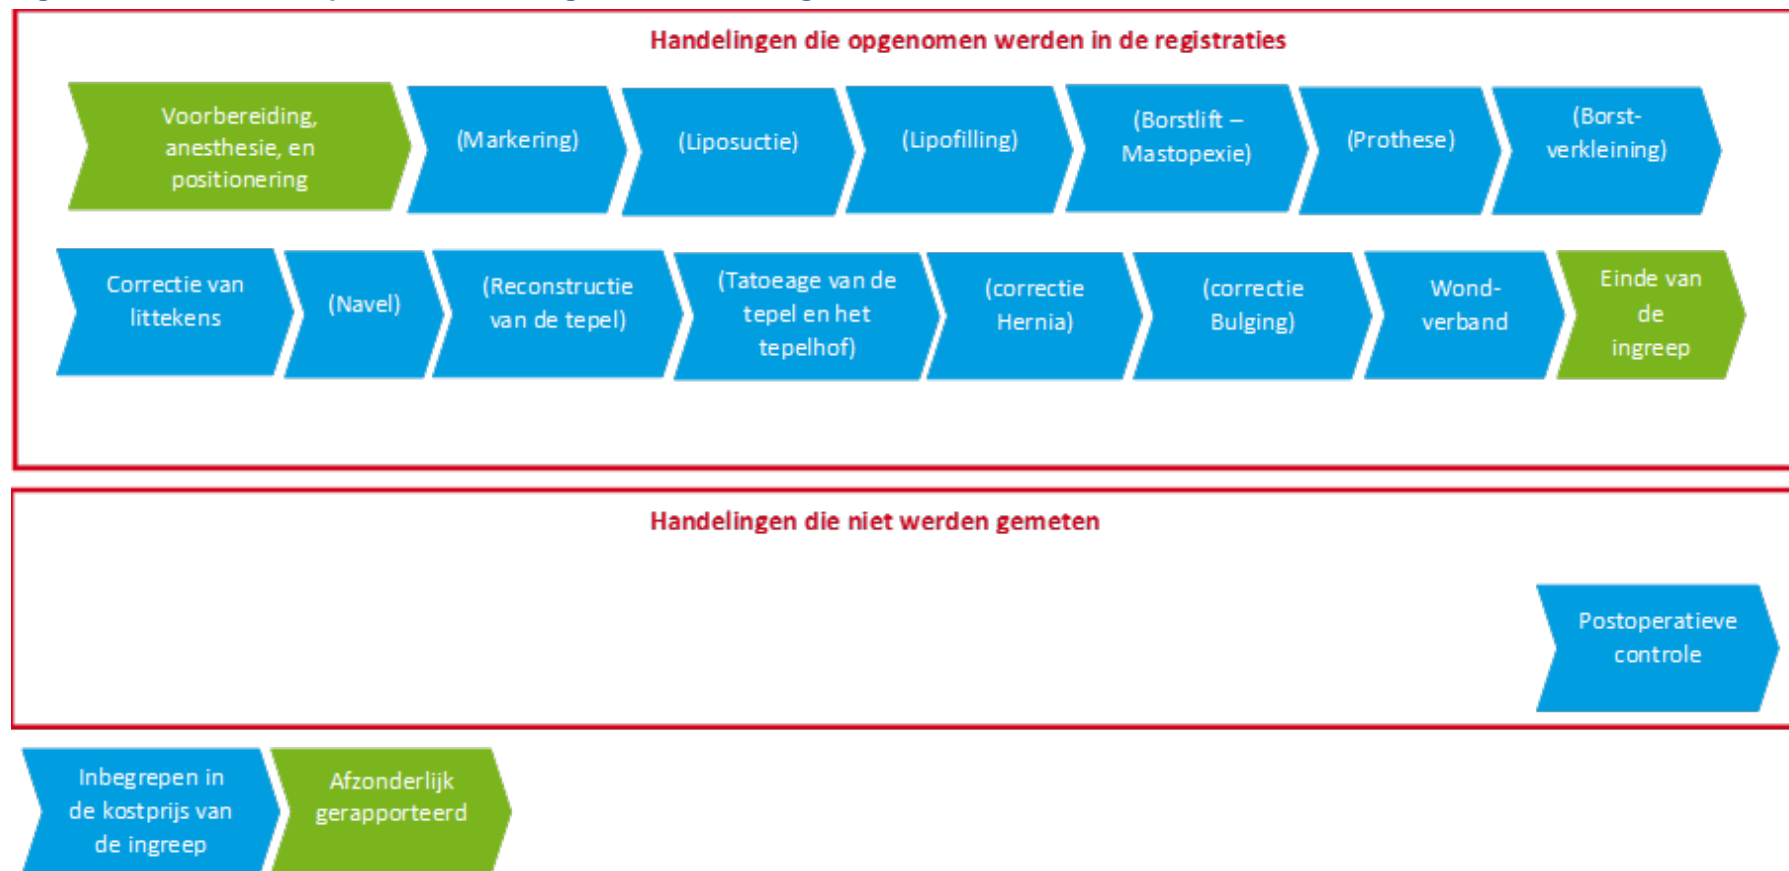 Handelingen die opgenomen werden in de registraties
Voorbereiding,
anesthesie, en
positionering
(Markering)
(Liposuctie)
(Lipofilling)
(Borstlift –
Mastopexie)
(Prothese)
(Borst-
verkleining)
Correctie van
littekens
(Navel)
(Reconstructie
van de tepel)
(Tatoeage van de
tepel en het
tepelhof)
(correctie
Hernia)
(correctie
Bulging)
Wond-
verband
Einde van
de
ingreep
Handelingen die niet werden gemeten
Postoperatieve
controle
Inbegrepen in
de kostprijs van
de ingreep
Afzonderlijk
gerapporteerd